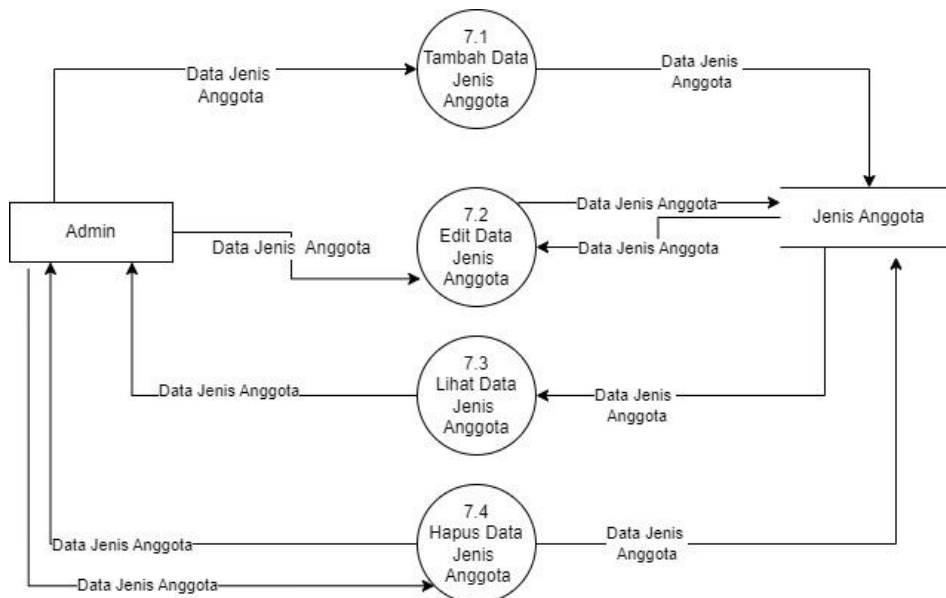 7.1
Tambah Data
Jenis
Anggota
Data Jenis
Anggota
Data Jenis
Anggota
Admin
7.2
Edit Data
Jenis
Anggota
Data Jenis  Anggota
Data Jenis Anggota
Data Jenis Anggota
Jenis Anggota
7.3
Lihat Data
Jenis
Anggota
Data Jenis Anggota
Data Jenis
Anggota
7.4
Hapus Data
Jenis
Anggota
Data Jenis Anggota
Data Jenis
Anggota
Data Jenis Anggota